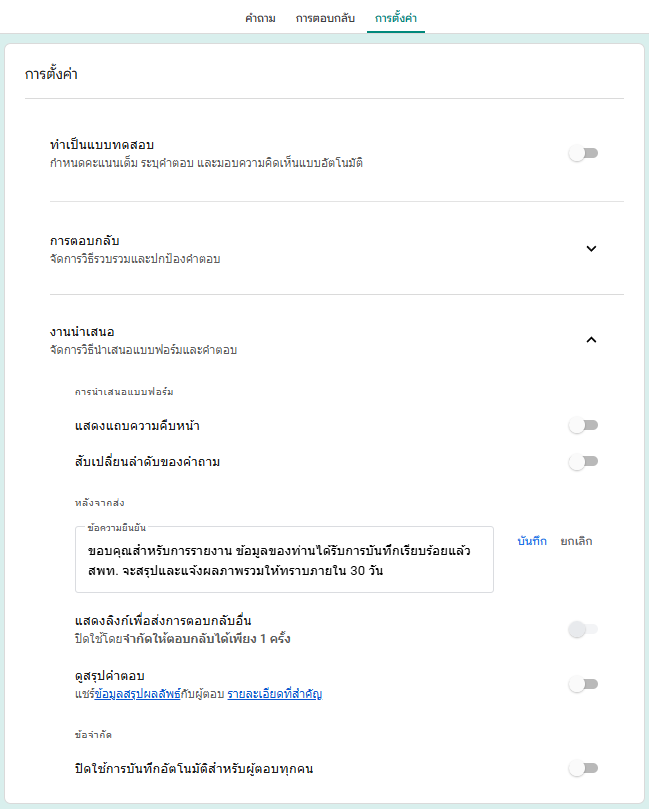 คำถาม การตอบกลับ การตั้งค่า
การตั้งค่า
ทำเป็นแบบทดสอบ
กำหนดคะแนนเต็ม ระบุคำตอบ และมอบความคิดเห็นแบบอัตโนมัติ
การตอบกลับ
จัดการวิธีรวบรวมและปกป้องคำตอบ
งานนำเสนอ
จัดการวิธีนำเสนอแบบฟอร์มและคำตอบ
การนำเสนอแบบฟอร์ม
แสดงแถบความคืบหน้า
สับเปลี่ยนลำดับของคำถาม
หลังจากส่ง
ข้อความยืนยัน
ขอบคุณสำหรับการรายงาน ข้อมูลของท่านได้รับการบันทึกเรียบร้อยแล้ว
สพท. จะสรุปและแจ้งผลภาพรวมให้ทราบภายใน 30 วัน
บันทึก ยกเลิก
แสดงลิงก์เพื่อส่งการตอบกลับอื่น
ปิดใช้โดยจำกัดให้ตอบกลับได้เพียง 1 ครั้ง
ดูสรุปคำตอบ
แชร์ข้อมูลสรุปผลลัพธ์กับผู้ตอบ รายละเอียดที่สำคัญ
ข้อจำกัด
ปิดใช้การบันทึกอัตโนมัติสำหรับผู้ตอบทุกคน